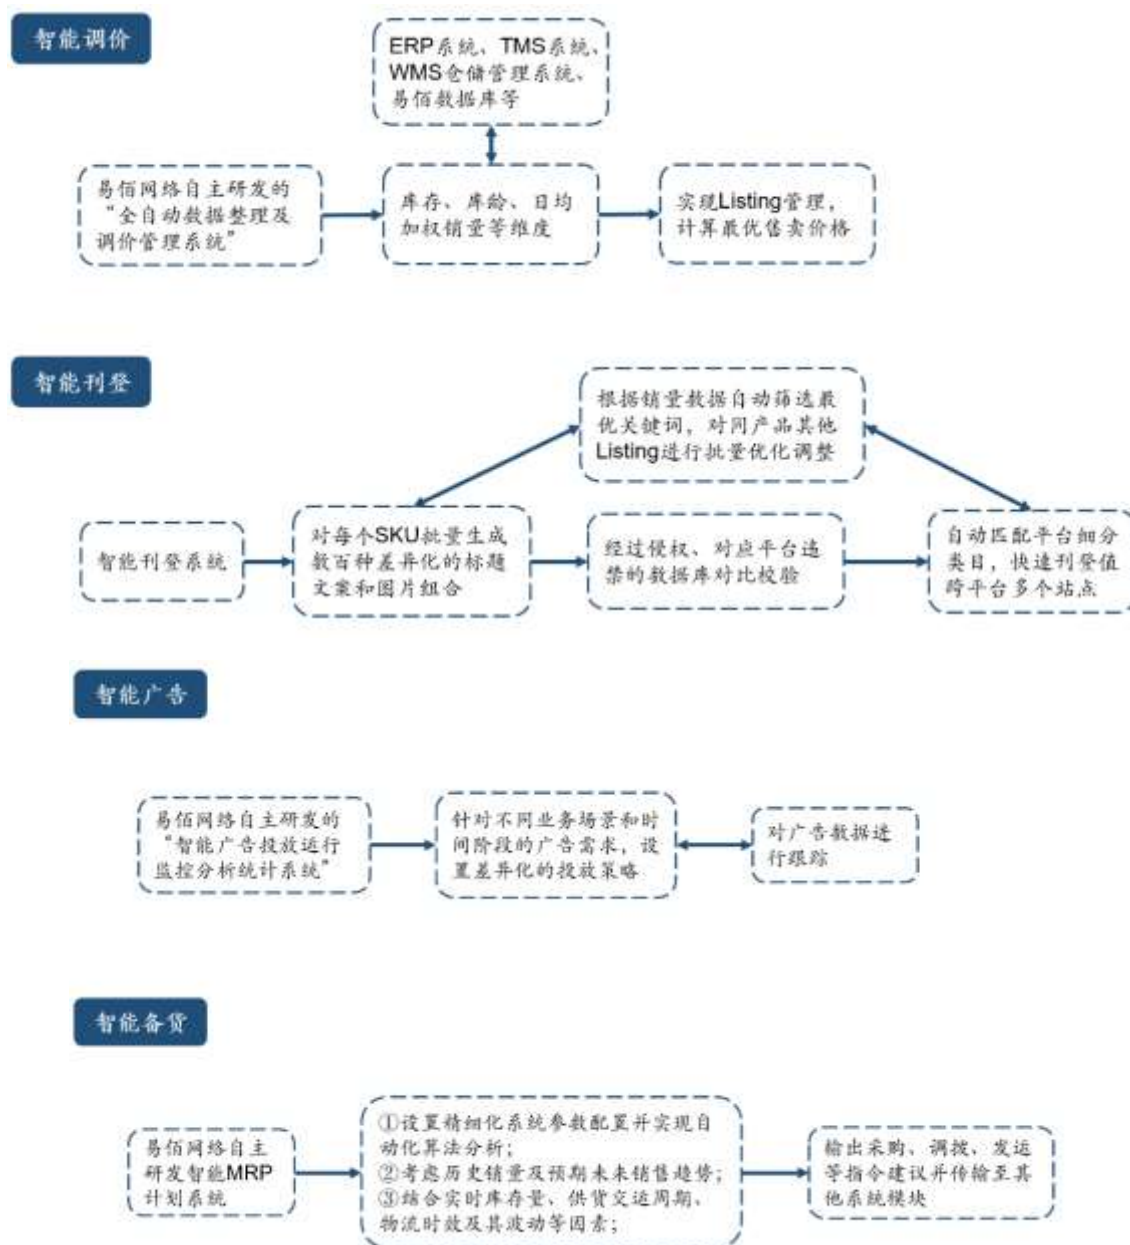 智能调价
ERP系统、TMS系统、
WMS仓储管理系统、
易佰数据库等
易佰网络自主研发的
“全自动数据整理及
调价管理系统”
库存、库龄、日均
加权销量等维度
实现Listing管理，
计算最优售卖价格
智能刊登
根据销量数据自动筛选最
优关键词，对同产品其他
Listing进行批量优化调整
智能刊登系统
对每个SKU批量生成
数百种差异化的标题
文案和图片组合
经过侵权、对点平台违
禁的数据库对比校验
自动匹配平台细分
类目，快速刊登值
跨平台多个站点
智能广告
易佰网络自主研发的
“智能广告投放运行
监控分析统计系统”
针对不同业务场景和时
间阶段的广告需求，设
置差异化的投放策略
对广告数据进
行跟踪
智能备货
易佰网络自主
研发智能MRP
计划系统
①设置精细化系统参数配置并实现自
动化算法分析；
②考虑历史销量及预期未来销售趋势；
③结合实时库存量、供货交运周期、
物流时效及其波动等因素；
输出采购、调拨、发运
等指令建议并传输至其
他系统模块